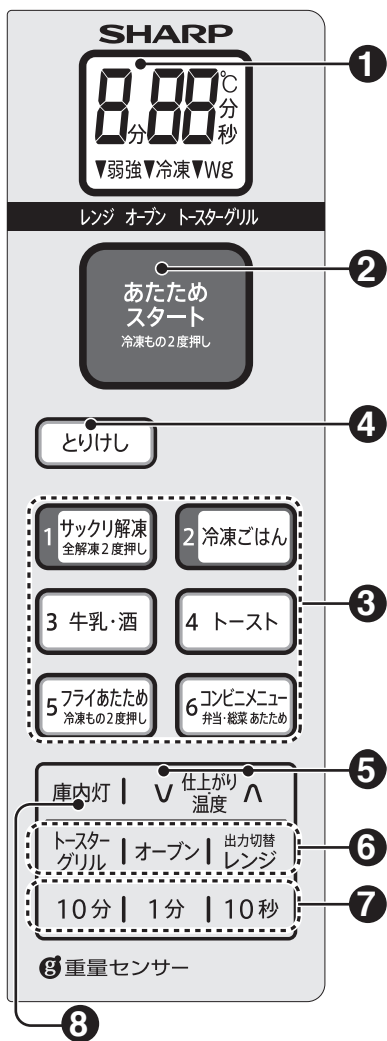 SHARP
1
8分88℃分秒
▼弱強▼冷凍▼Wg
レンジ オーブン トースターグリル
2
あたため
スタート
冷凍もの2度押し
4
とりけし
1 サックリ解凍
全解凍2度押し
2 冷凍ごはん
3 牛乳・酒
4 トースト
3
5 フライあたため
冷凍もの2度押し
6 コンビニメニュー
弁当・総菜 あたため
5
庫内灯 ∨ 仕上がり ∧
温度
6
トースター
グリル
オーブン
出力切替
レンジ
7
10分 1分 10秒
g重量センサー
8